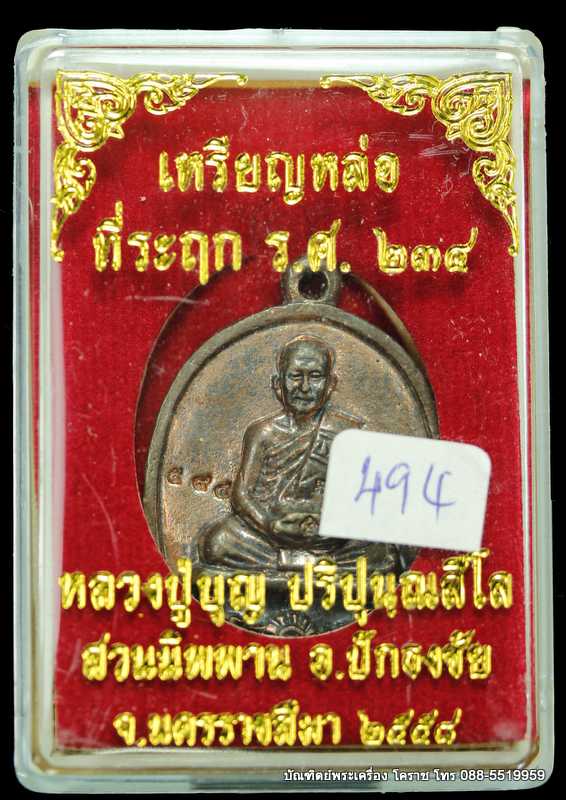 เหรียญหล่อ
ที่ระฤก ร.ศ. ๒๓๔
494
หลวงปู่บุญ ปริปุนฺณสีโล
สวนนิพพาน อ.ปักธงชัย
จ.นครราชสีมา ๒๕๕๘
บัณฑิตย์พระเครื่อง โคราช โทร 088-5519959